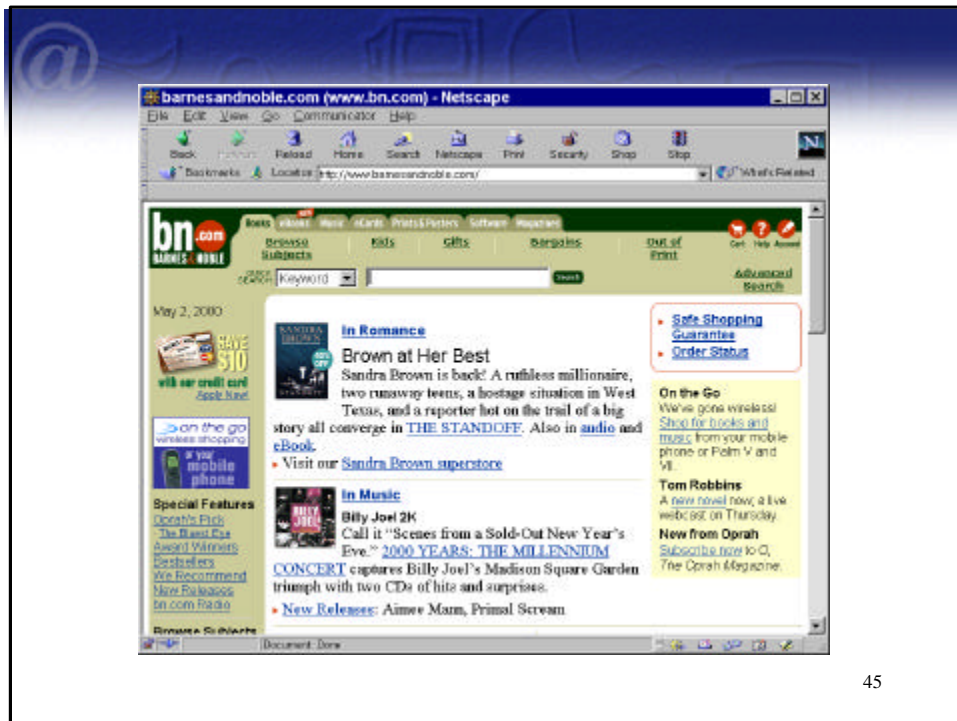 @
barnesandnoble.com (www.bn.com) - Netscape
File Edit View Go Communicator Help
Back Forward Reload Home Search Netscape Print Security Shop Stop
N
Bookmarks Location: http://www.barnesandnoble.com/ What's Related
bn.com
BARNES & NOBLE
Books eBooks Music eCards Prints & Posters Software Magazines
Browse Subjects Kids Gifts Bargains Out of Print
Cart Help Account
QUICK SEARCH Keyword Search
Advanced Search
May 2, 2000
SAVE
$10
with our credit card
Apply Now!
on the go
wireless shopping
on your
mobile
phone
Special Features
Oprah's Pick
- The Bluest Eye
Award Winners
Bestsellers
We Recommend
New Releases
bn.com Radio
Browse Subjects
SANDRA
BROWN
OFF
In Romance
Brown at Her Best
Sandra Brown is back! A ruthless millionaire,
two runaway teens, a hostage situation in West
Texas, and a reporter hot on the trail of a big
story all converge in THE STANDOFF. Also in audio and
eBook.
Visit our Sandra Brown superstore
BILLY
JOEL
In Music
Billy Joel 2K
Call it "Scenes from a Sold-Out New Year's
Eve." 2000 YEARS: THE MILLENNIUM
CONCERT captures Billy Joel's Madison Square Garden
triumph with two CDs of hits and surprises.
New Releases: Aimee Mann, Primal Scream
Safe Shopping
Guarantee
Order Status
On the Go
We've gone wireless!
Shop for books and
music from your mobile
phone or Palm V and
VII.
Tom Robbins
A new novel now; a live
webcast on Thursday.
New from Oprah
Subscribe now to O,
The Oprah Magazine.
Document: Done
45